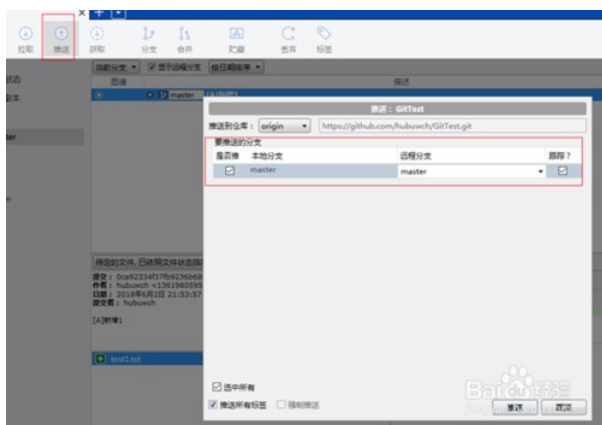 拉取 推送 获取 分支 合并 贮藏 丢弃 标签
当前分支 显示远程分支 按日期排序
图谱 描述
master [A]新增1
推送: GitTest
推送到仓库: origin https://github.com/hubuwch/GitTest.git
要推送的分支
是否推 本地分支 远程分支 跟踪?
master master
待定的文件, 已依照文件状态排
提交: 0ce92334f37fb9236b68
作者: hubuwch <1361980595
日期: 2018年6月2日 21:53:57
提交者: hubuwch
[A]新增1
test1.txt
选中所有
推送所有标签 强制推送
推送 取消
Baidu经验